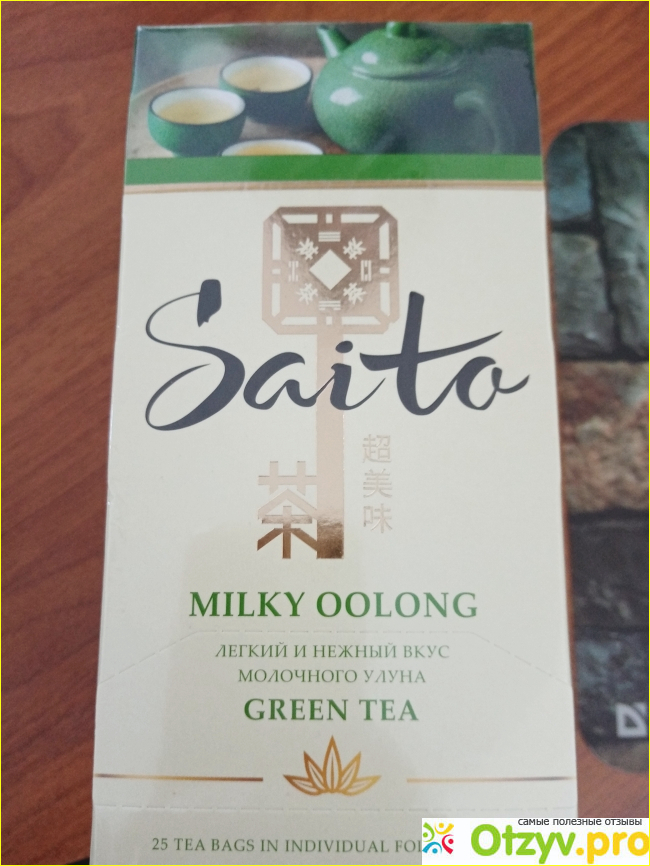 Saito
茶
超美味
MILKY OOLONG
ЛЕГКИЙ И НЕЖНЫЙ ВКУС
МОЛОЧНОГО УЛУНА
GREEN TEA
25 TEA BAGS IN INDIVIDUAL
самые полезные отзывы
Otzyv.pro